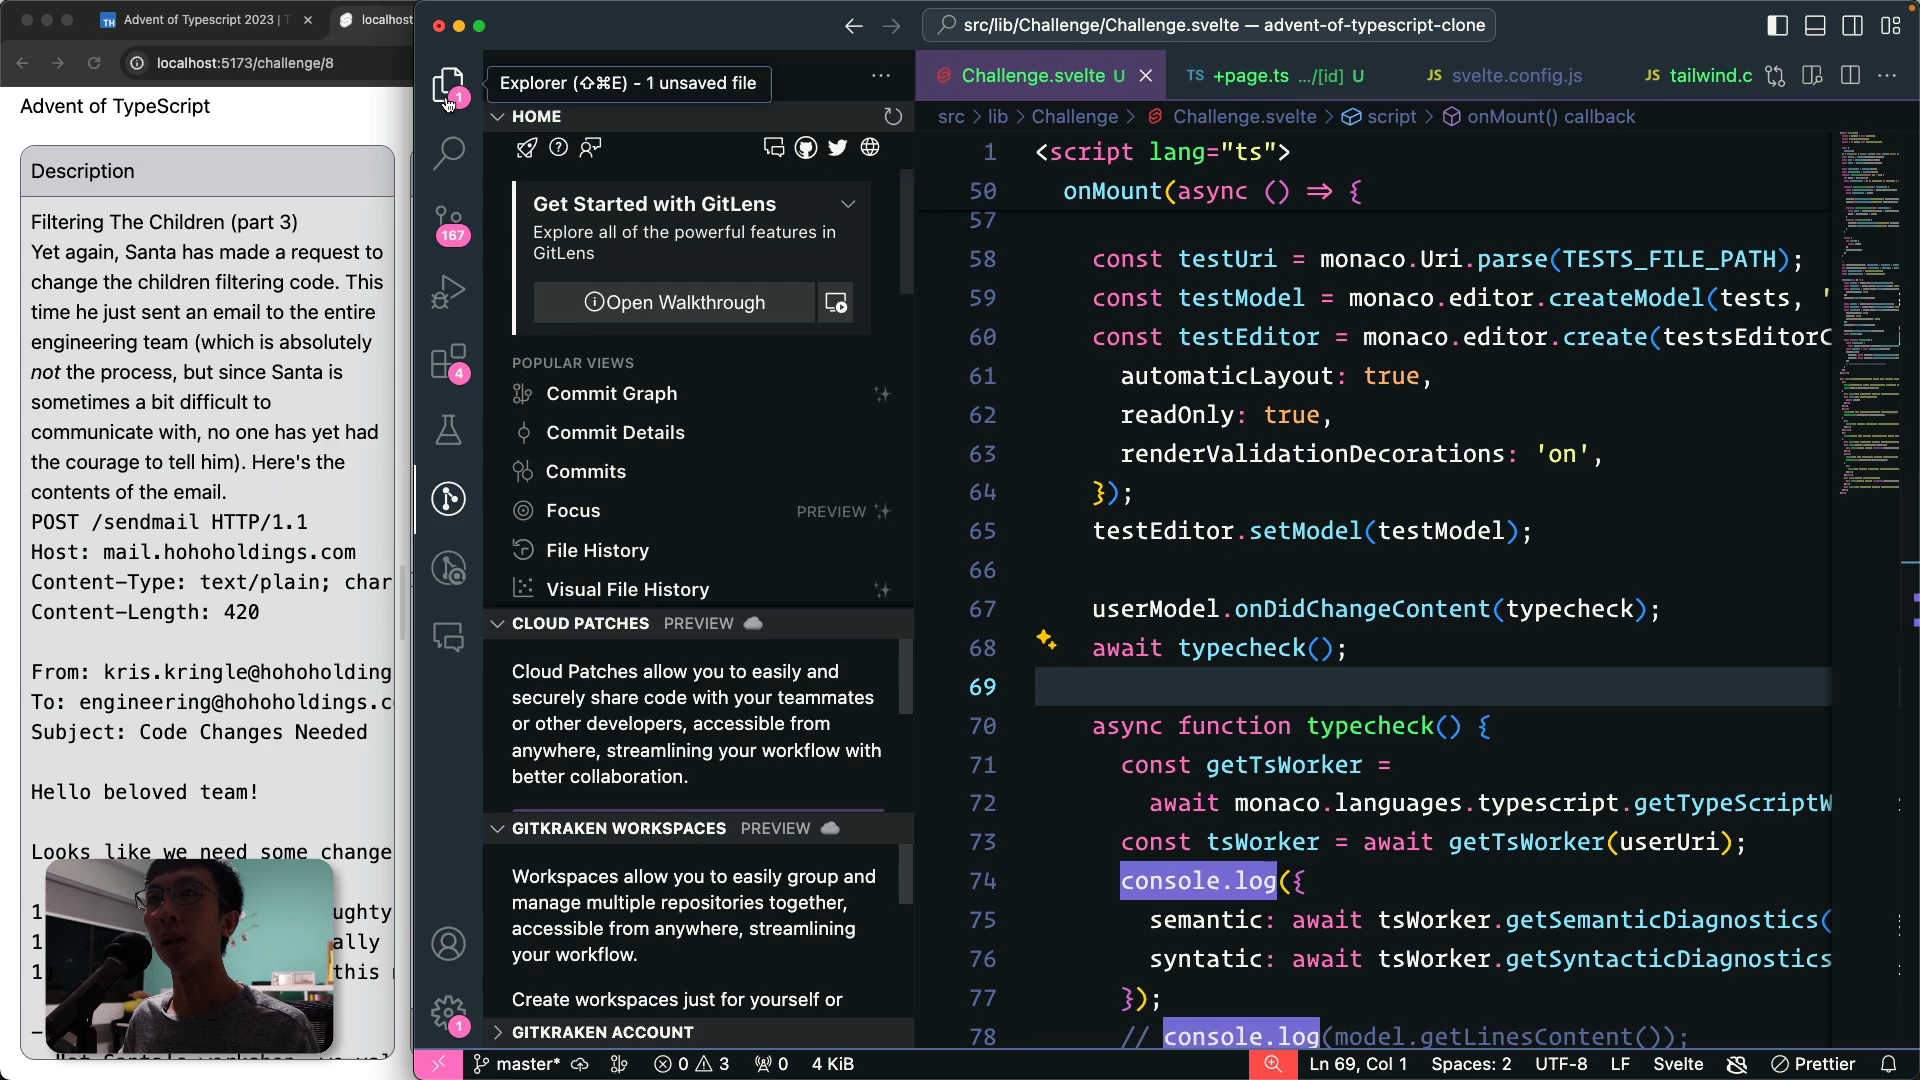 Advent of Typescript 2023 | T
localhost
localhost:5173/challenge/8
Advent of TypeScript
Description
Filtering The Children (part 3)
Yet again, Santa has made a request to
change the children filtering code. This
time he just sent an email to the entire
engineering team (which is absolutely
not the process, but since Santa is
sometimes a bit difficult to
communicate with, no one has yet had
the courage to tell him). Here's the
contents of the email.
POST /sendmail HTTP/1.1
Host: mail.hohoholdings.com
Content-Type: text/plain; char
Content-Length: 420
From: kris.kringle@hohoholding
To: engineering@hohoholdings.c
Subject: Code Changes Needed
Hello beloved team!
Looks like we need some change
1
ughty
1
ally
1
this
src/lib/Challenge/Challenge.svelte — advent-of-typescript-clone
Explorer (⇧⌘E) - 1 unsaved file
1
167
4
1
HOME
Get Started with GitLens
Explore all of the powerful features in
GitLens
Open Walkthrough
POPULAR VIEWS
Commit Graph
Commit Details
Commits
Focus PREVIEW
File History
Visual File History
CLOUD PATCHES PREVIEW
Cloud Patches allow you to easily and
securely share code with your teammates
or other developers, accessible from
anywhere, streamlining your workflow with
better collaboration.
GITKRAKEN WORKSPACES PREVIEW
Workspaces allow you to easily group and
manage multiple repositories together,
accessible from anywhere, streamlining
your workflow.
Create workspaces just for yourself or
GITKRAKEN ACCOUNT
Challenge.svelte U
TS +page.ts .../[id] U
JS svelte.config.js
JS tailwind.c
src > lib > Challenge > Challenge.svelte > script > onMount() callback
1 <script lang="ts">
50 onMount(async () => {
57
58 const testUri = monaco.Uri.parse(TESTS_FILE_PATH);
59 const testModel = monaco.editor.createModel(tests, '
60 const testEditor = monaco.editor.create(testsEditorC
61 automaticLayout: true,
62 readOnly: true,
63 renderValidationDecorations: 'on',
64 });
65 testEditor.setModel(testModel);
66
67 userModel.onDidChangeContent(typecheck);
68 await typecheck();
69
70 async function typecheck() {
71 const getTsWorker =
72 await monaco.languages.typescript.getTypeScriptW
73 const tsWorker = await getTsWorker(userUri);
74 console.log({
75 semantic: await tsWorker.getSemanticDiagnostics(
76 syntatic: await tsWorker.getSyntacticDiagnostics
77 });
78 // console.log(model.getLinesContent());
master* 0 3 0 4 KiB Ln 69, Col 1 Spaces: 2 UTF-8 LF Svelte Prettier